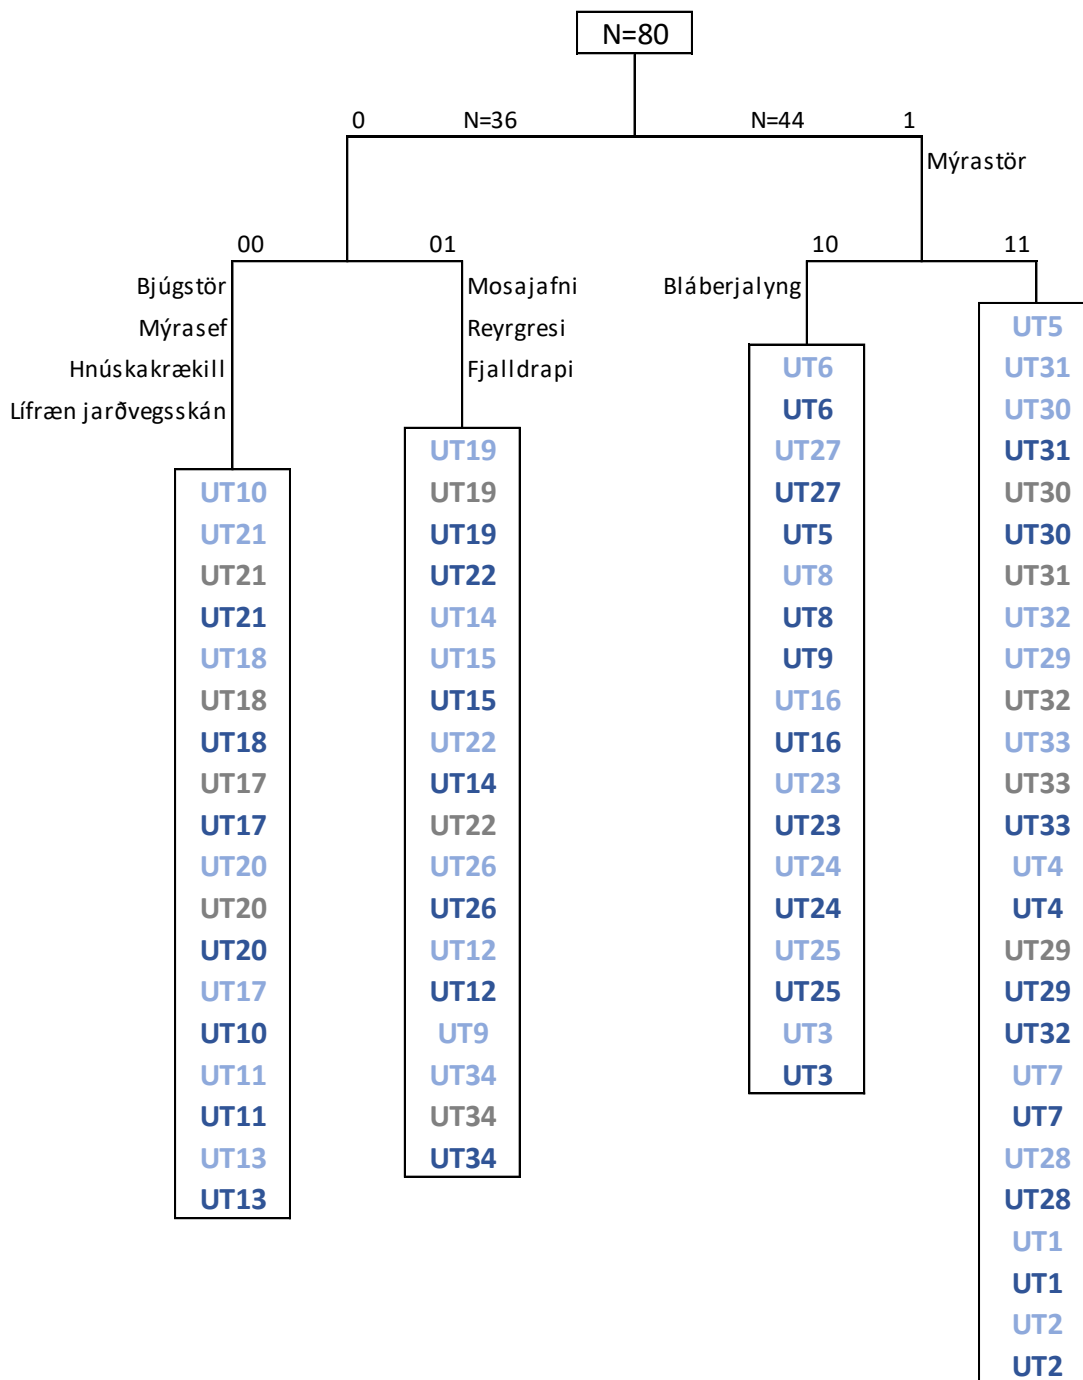 N=80
0 N=36 N=44 1
Mýrastör
00 01 10 11
Bjúgstör
Mýrasef
Hnúskakrækill
Lífræn jarðvegsskán
UT10
UT21
UT21
UT21
UT18
UT18
UT18
UT17
UT17
UT20
UT20
UT20
UT17
UT10
UT11
UT11
UT13
UT13
Mosajafni
Reyrgresi
Fjalldrapi
UT19
UT19
UT19
UT22
UT14
UT15
UT15
UT22
UT14
UT22
UT26
UT26
UT12
UT12
UT9
UT34
UT34
UT34
Bláberjalyng
UT6
UT6
UT27
UT27
UT5
UT8
UT8
UT9
UT16
UT16
UT23
UT23
UT24
UT24
UT25
UT25
UT3
UT3
UT5
UT31
UT30
UT31
UT30
UT30
UT31
UT32
UT29
UT32
UT33
UT33
UT33
UT4
UT4
UT29
UT29
UT32
UT7
UT7
UT28
UT28
UT1
UT1
UT2
UT2